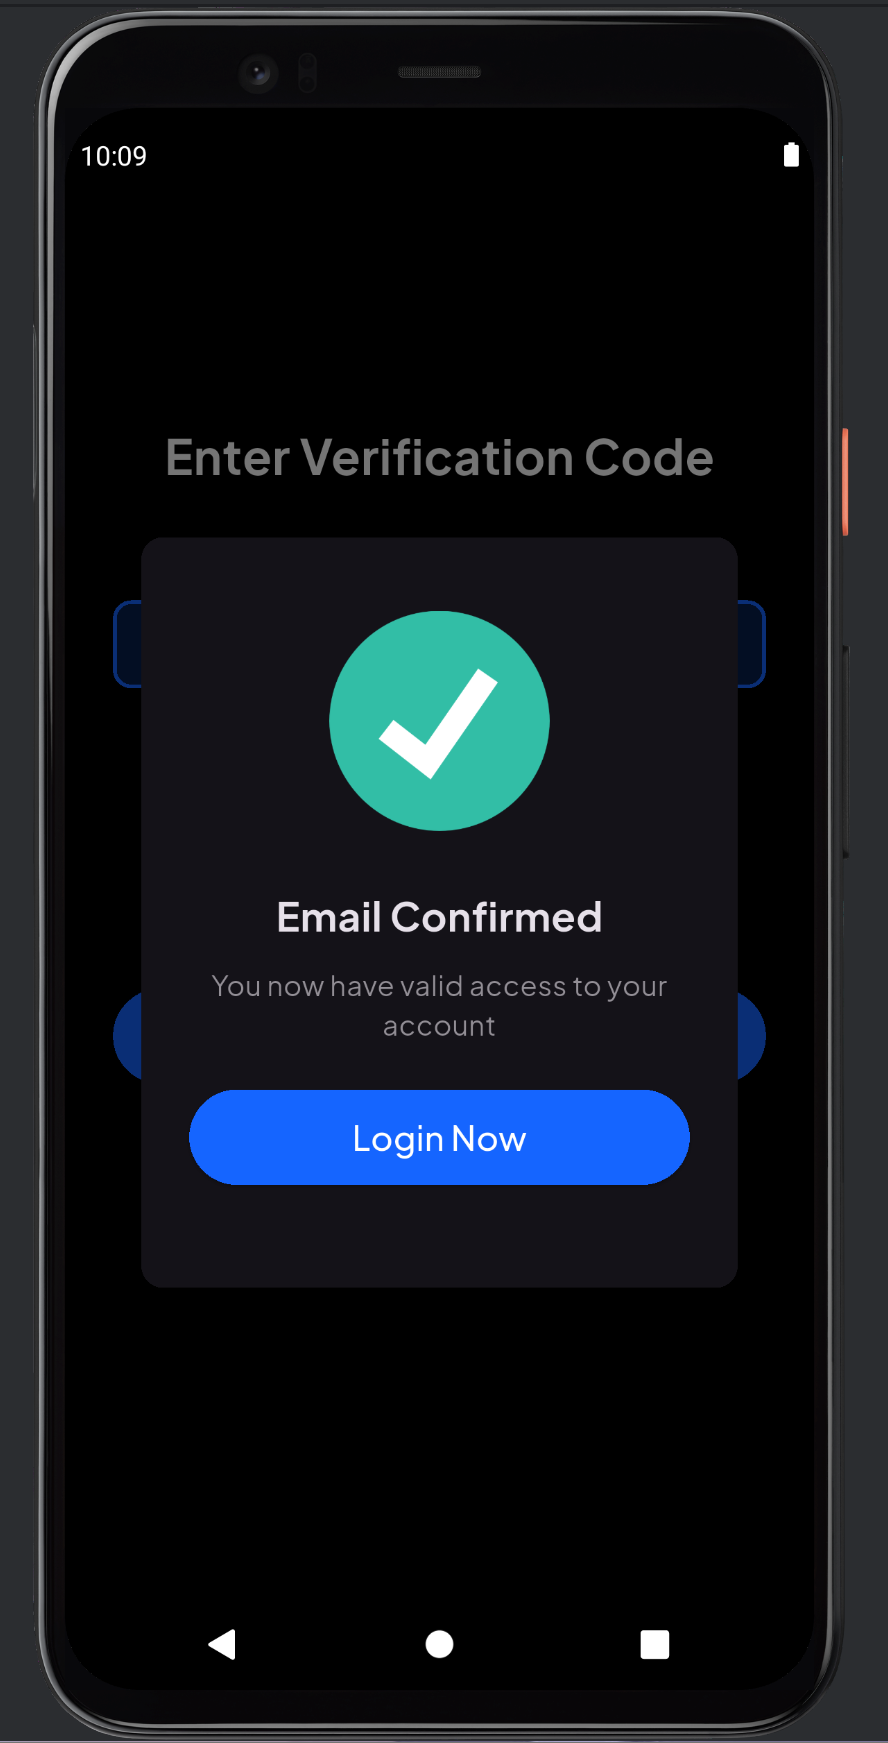 10:09
Enter Verification Code
Email Confirmed
You now have valid access to your
account
Login Now